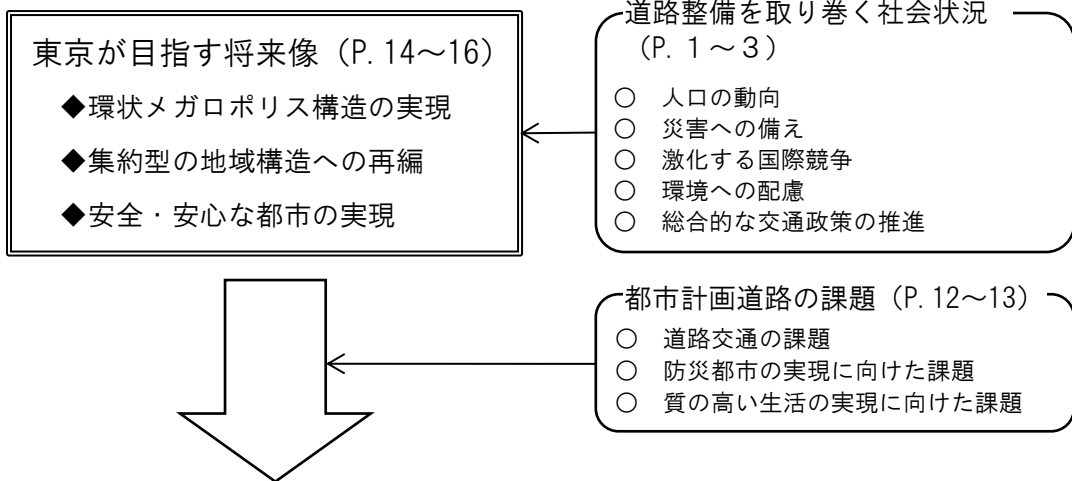 東京が目指す将来像（P.14～16）
◆環状メガロポリス構造の実現
◆集約型の地域構造への再編
◆安全・安心な都市の実現
道路整備を取り巻く社会状況
（P.１～３）
○　人口の動向
○　災害への備え
○　激化する国際競争
○　環境への配慮
○　総合的な交通政策の推進
都市計画道路の課題（P.12～13）
○　道路交通の課題
○　防災都市の実現に向けた課題
○　質の高い生活の実現に向けた課題